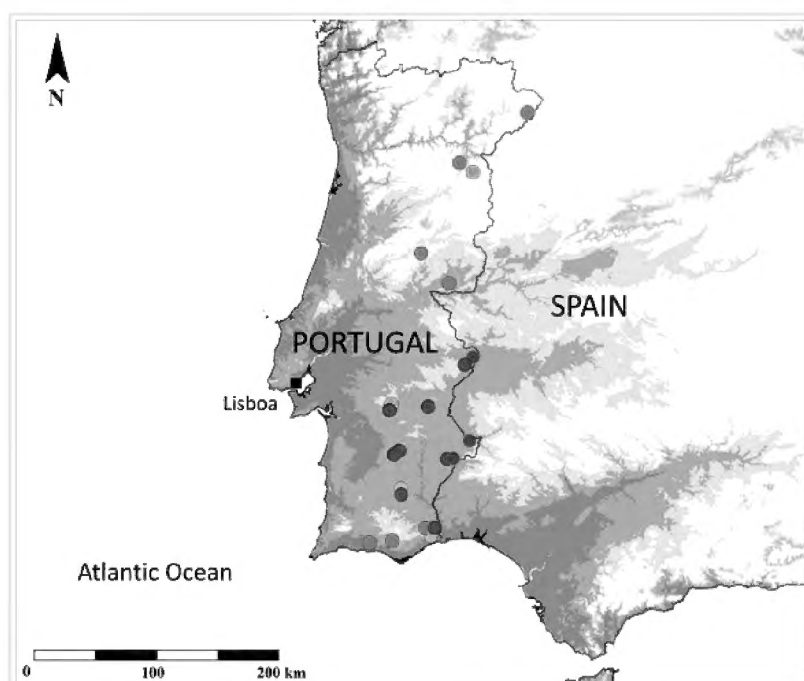 N
SPAIN
PORTUGAL
Lisboa
Atlantic Ocean
0 100 200 km